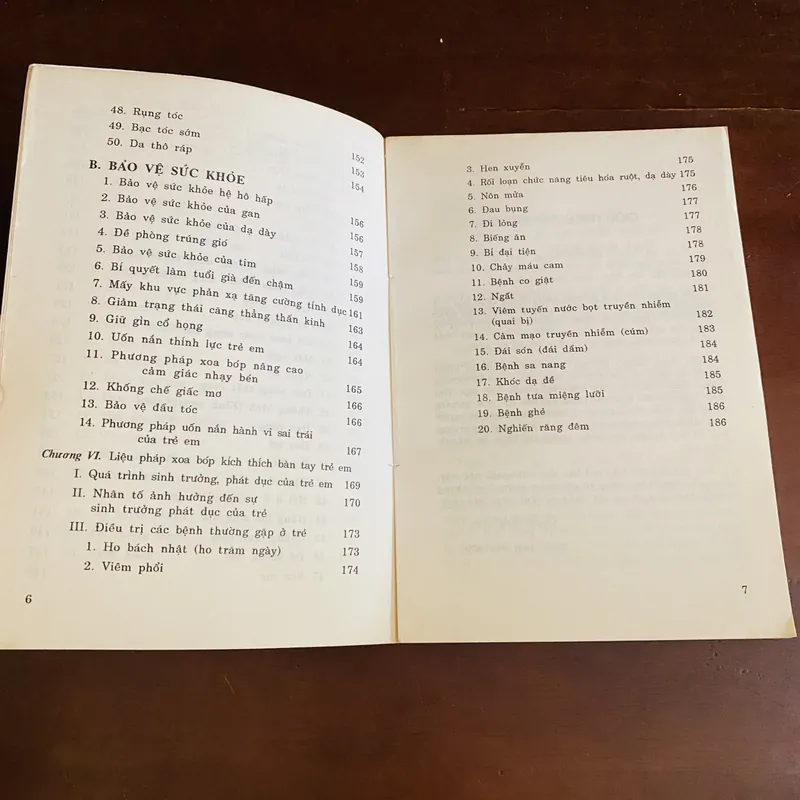 48. Rụng tóc 152
49. Bạc tóc sớm 153
50. Da thô ráp 154
B. BẢO VỆ SỨC KHỎE
1. Bảo vệ sức khỏe hệ hô hấp 156
2. Bảo vệ sức khỏe của gan 156
3. Bảo vệ sức khỏe của dạ dày 157
4. Đề phòng trúng gió 158
5. Bảo vệ sức khỏe của tim 159
6. Bí quyết làm tuổi già đến chậm 159
7. Mấy khu vực phản xạ tăng cường tính dục 161
8. Giảm trạng thái căng thẳng thần kinh 163
9. Giữ gìn cổ họng 164
10. Uốn nắn thính lực trẻ em 164
11. Phương pháp xoa bóp nâng cao
cảm giác nhạy bén 165
12. Khống chế giấc mơ 166
13. Bảo vệ đầu tóc 166
14. Phương pháp uốn nắn hành vi sai trái
của trẻ em 167
Chương VI. Liệu pháp xoa bóp kích thích bàn tay trẻ em
I. Quá trình sinh trưởng, phát dục của trẻ em 169
II. Nhân tố ảnh hưởng đến sự
sinh trưởng phát dục của trẻ 170
III. Điều trị các bệnh thường gặp ở trẻ 173
1. Ho bách nhật (ho trăm ngày) 173
2. Viêm phổi 174
6
3. Hen xuyễn 175
4. Rối loạn chức năng tiêu hóa ruột, dạ dày 175
5. Nôn mửa 176
6. Đau bụng 177
7. Đi lỏng 177
8. Biếng ăn 178
9. Bí đại tiện 178
10. Chảy máu cam 179
11. Bệnh co giật 180
12. Ngất 181
13. Viêm tuyến nước bọt truyền nhiễm
(quai bị) 182
14. Cảm mạo truyền nhiễm (cúm) 183
15. Đái són (đái dầm) 184
16. Bệnh sa nang 184
17. Khóc dạ đề 185
18. Bệnh tưa miệng lưỡi 185
19. Bệnh ghẻ 186
20. Nghiến răng đêm 186
7